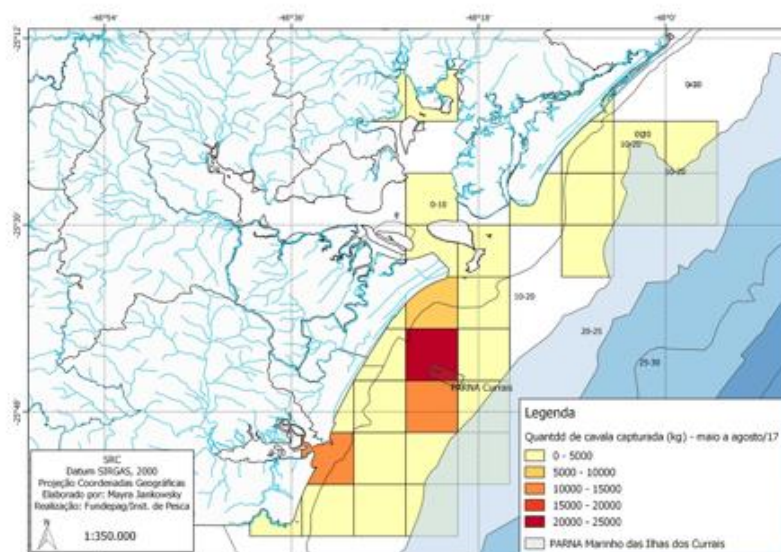 -48°54' -48°36' -48°18' -48°0'
-25°12'
0-10
0-10
10-20
10-20
0-10
-25°30'
10-20
20-25
25-30
PARNA Currais
-25°48'
SRC
Datum SIRGAS, 2000
Projeção Coordenadas Geográficas
Elaborado por: Mayra Jankowsky
Realização: Fundepag/Inst. de Pesca
N
1:350.000
Legenda
Quantdd de cavala capturada (kg) - maio a agosto/17
0 - 5000
5000 - 10000
10000 - 15000
15000 - 20000
20000 - 25000
PARNA Marinho das Ilhas dos Currais